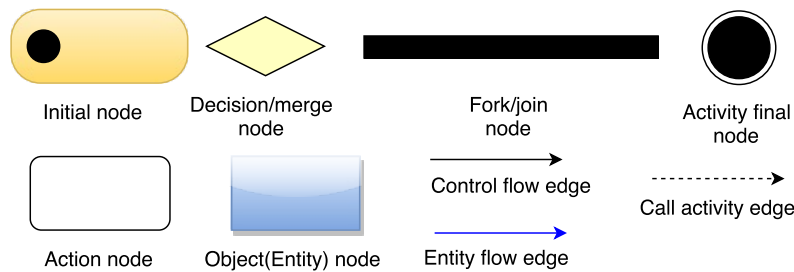 Initial node
Decision/merge
node
Fork/join
node
Activity final
node
Control flow edge
Call activity edge
Action node
Object(Entity) node
Entity flow edge